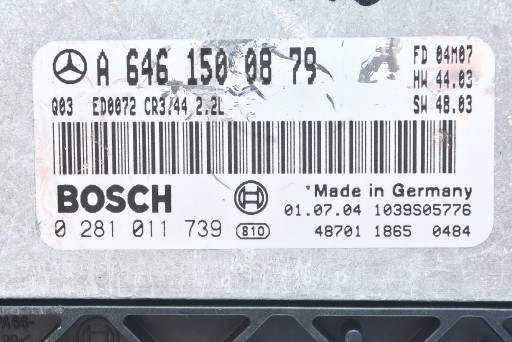 A 646 150 08 79 FD 04M07
HW 44.03
Q03 ED0072 CR3/44 2.2L SW 48.03
BOSCH *Made in Germany
01.07.04 1039S05776
0 281 011 739 810 48701 1865 0484